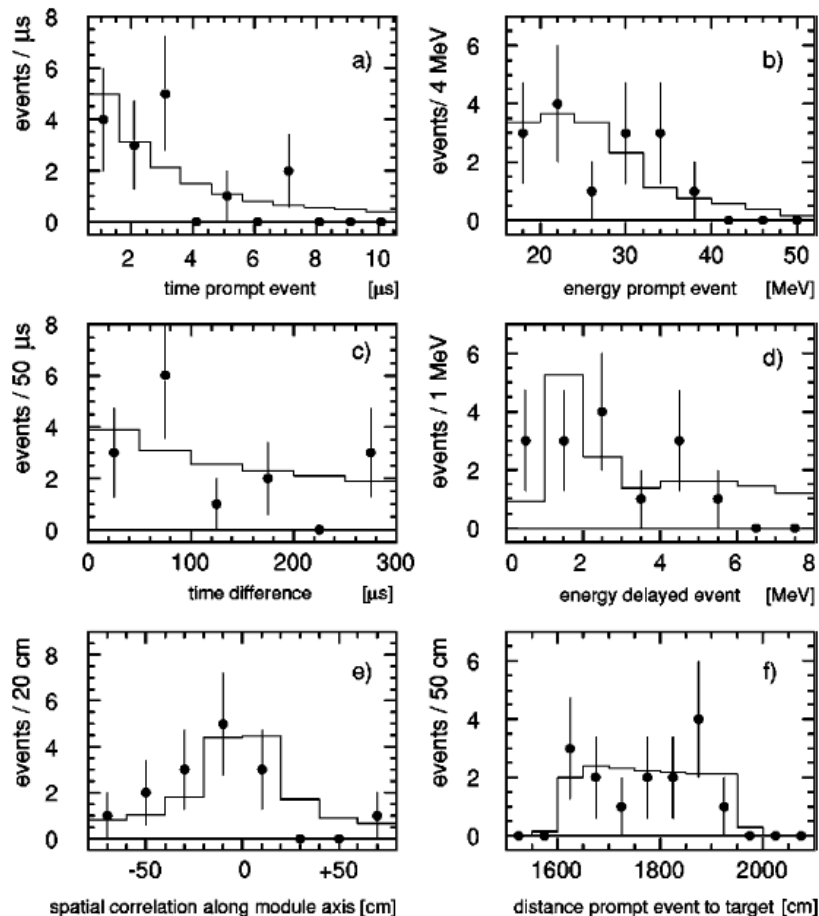 events / μs
8
6
4
2
0
a)
2 4 6 8 10
time prompt event [μs]
events/ 4 MeV
8
6
4
2
0
b)
20 30 40 50
energy prompt event [MeV]
events / 50 μs
6
4
2
0
c)
0 100 200 300
time difference [μs]
events / 1 MeV
6
4
2
0
d)
0 2 4 6 8
energy delayed event [MeV]
events / 20 cm
8
6
4
2
0
e)
-50 0 +50
spatial correlation along module axis [cm]
events / 50 cm
6
4
2
0
f)
1600 1800 2000
distance prompt event to target [cm]